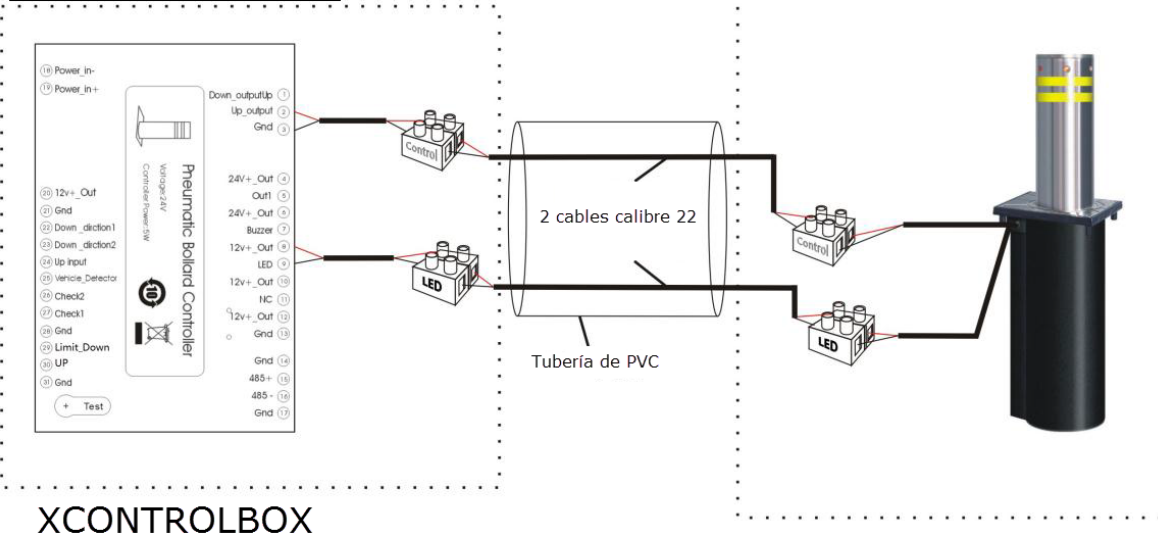 18 Power_in-
19 Power_in+
20 12v+_Out
21 Gnd
22 Down_diction1
23 Down_diction2
24 Up input
25 Vehicle_Detector
26 Check2
27 Check1
28 Gnd
29 Limit_Down
30 UP
31 Gnd
+ Test
Pneumatic Bollard Controller
Voltage:24V
Controller Power:5W
10
Down_outputUp 1
Up_output 2
Gnd 3
24V+_Out 4
Out1 5
24V+_Out 6
Buzzer 7
12v+_Out 8
LED 9
12v+_Out 10
NC 11
12v+_Out 12
Gnd 13
Gnd 14
485+ 15
485- 16
Gnd 17
Control
LED
2 cables calibre 22
Tubería de PVC
Control
LED
XCONTROLBOX